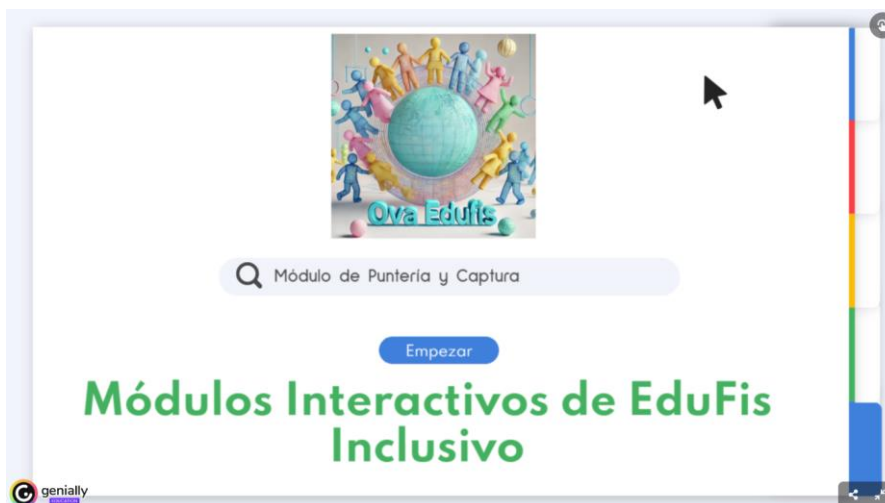 Ova Edufis
Módulo de Puntería y Captura
Empezar
Módulos Interactivos de EduFis
Inclusivo
genially